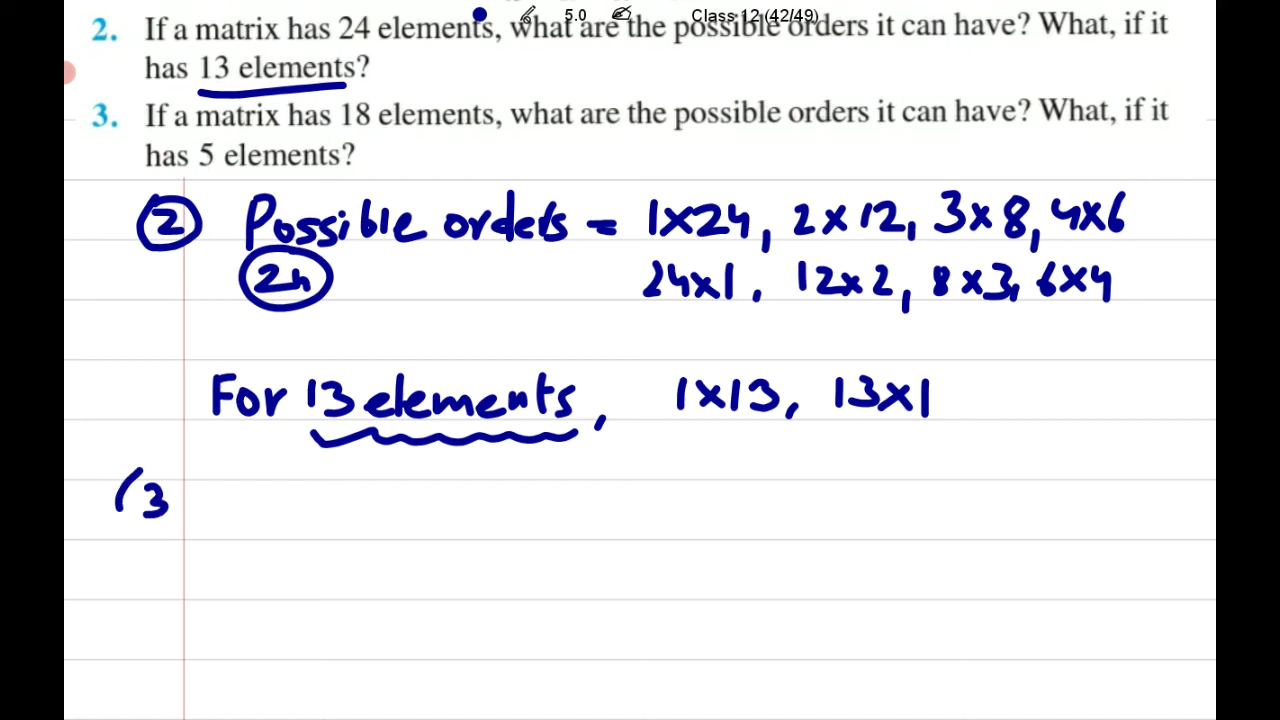 5.0 Class 12 (42/49)
2. If a matrix has 24 elements, what are the possible orders it can have? What, if it
has 13 elements?
3. If a matrix has 18 elements, what are the possible orders it can have? What, if it
has 5 elements?
2 Possible orders = 1×24, 2×12, 3×8, 4×6
24 24×1, 12×2, 8×3, 6×4
For 13 elements, 1×13, 13×1
(3